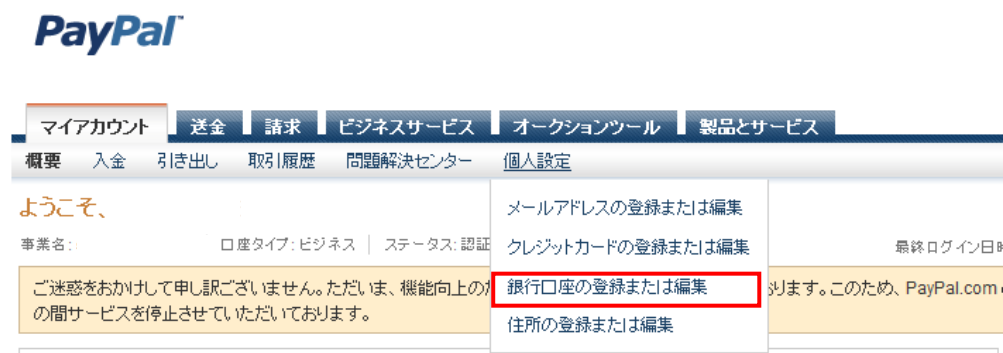 PayPal
マイアカウント 送金 請求 ビジネスサービス オークションツール 製品とサービス
概要 入金 引き出し 取引履歴 問題解決センター 個人設定
ようこそ、
メールアドレスの登録または編集
事業名: 口座タイプ:ビジネス | ステータス:認証
クレジットカードの登録または編集
最終ログイン日時
ご迷惑をおかけして申し訳ございません。ただいま、機能向上の
銀行口座の登録または編集
ります。このため、PayPal.com
の間サービスを停止させていただいております。
住所の登録または編集